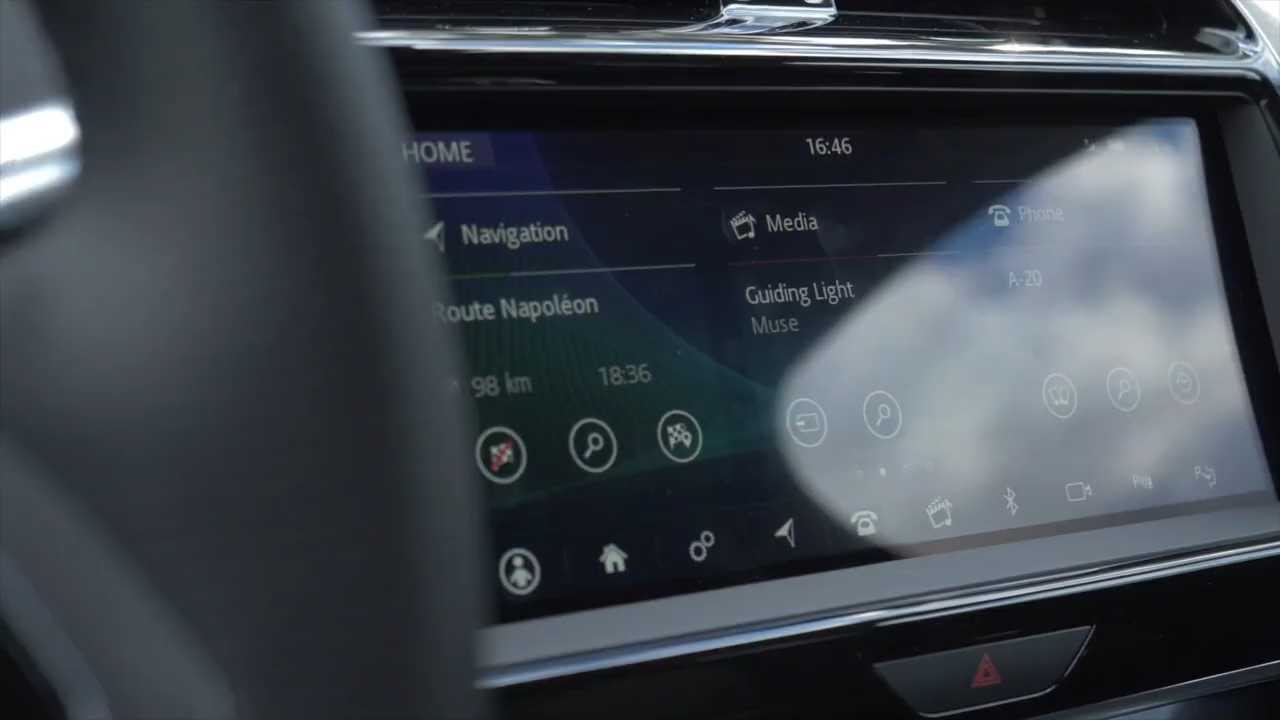 HOME
16:46
Navigation
Media
Phone
Route Napoléon
Guiding Light
Muse
A-20
98 km
18:36